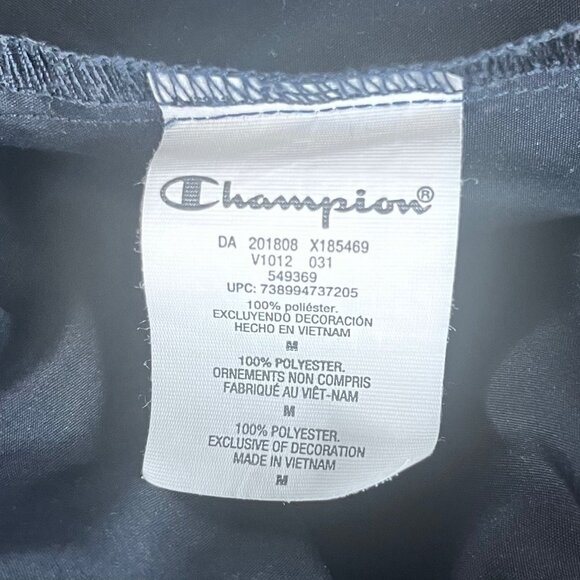 Champion®
DA 201808 X185469
V1012 031
549369
UPC: 738994737205
100% poliéster.
EXCLUYENDO DECORACIÓN
HECHO EN VIETNAM
M
100% POLYESTER.
ORNEMENTS NON COMPRIS
FABRIQUÉ AU VIÊT-NAM
M
100% POLYESTER.
EXCLUSIVE OF DECORATION
MADE IN VIETNAM
M